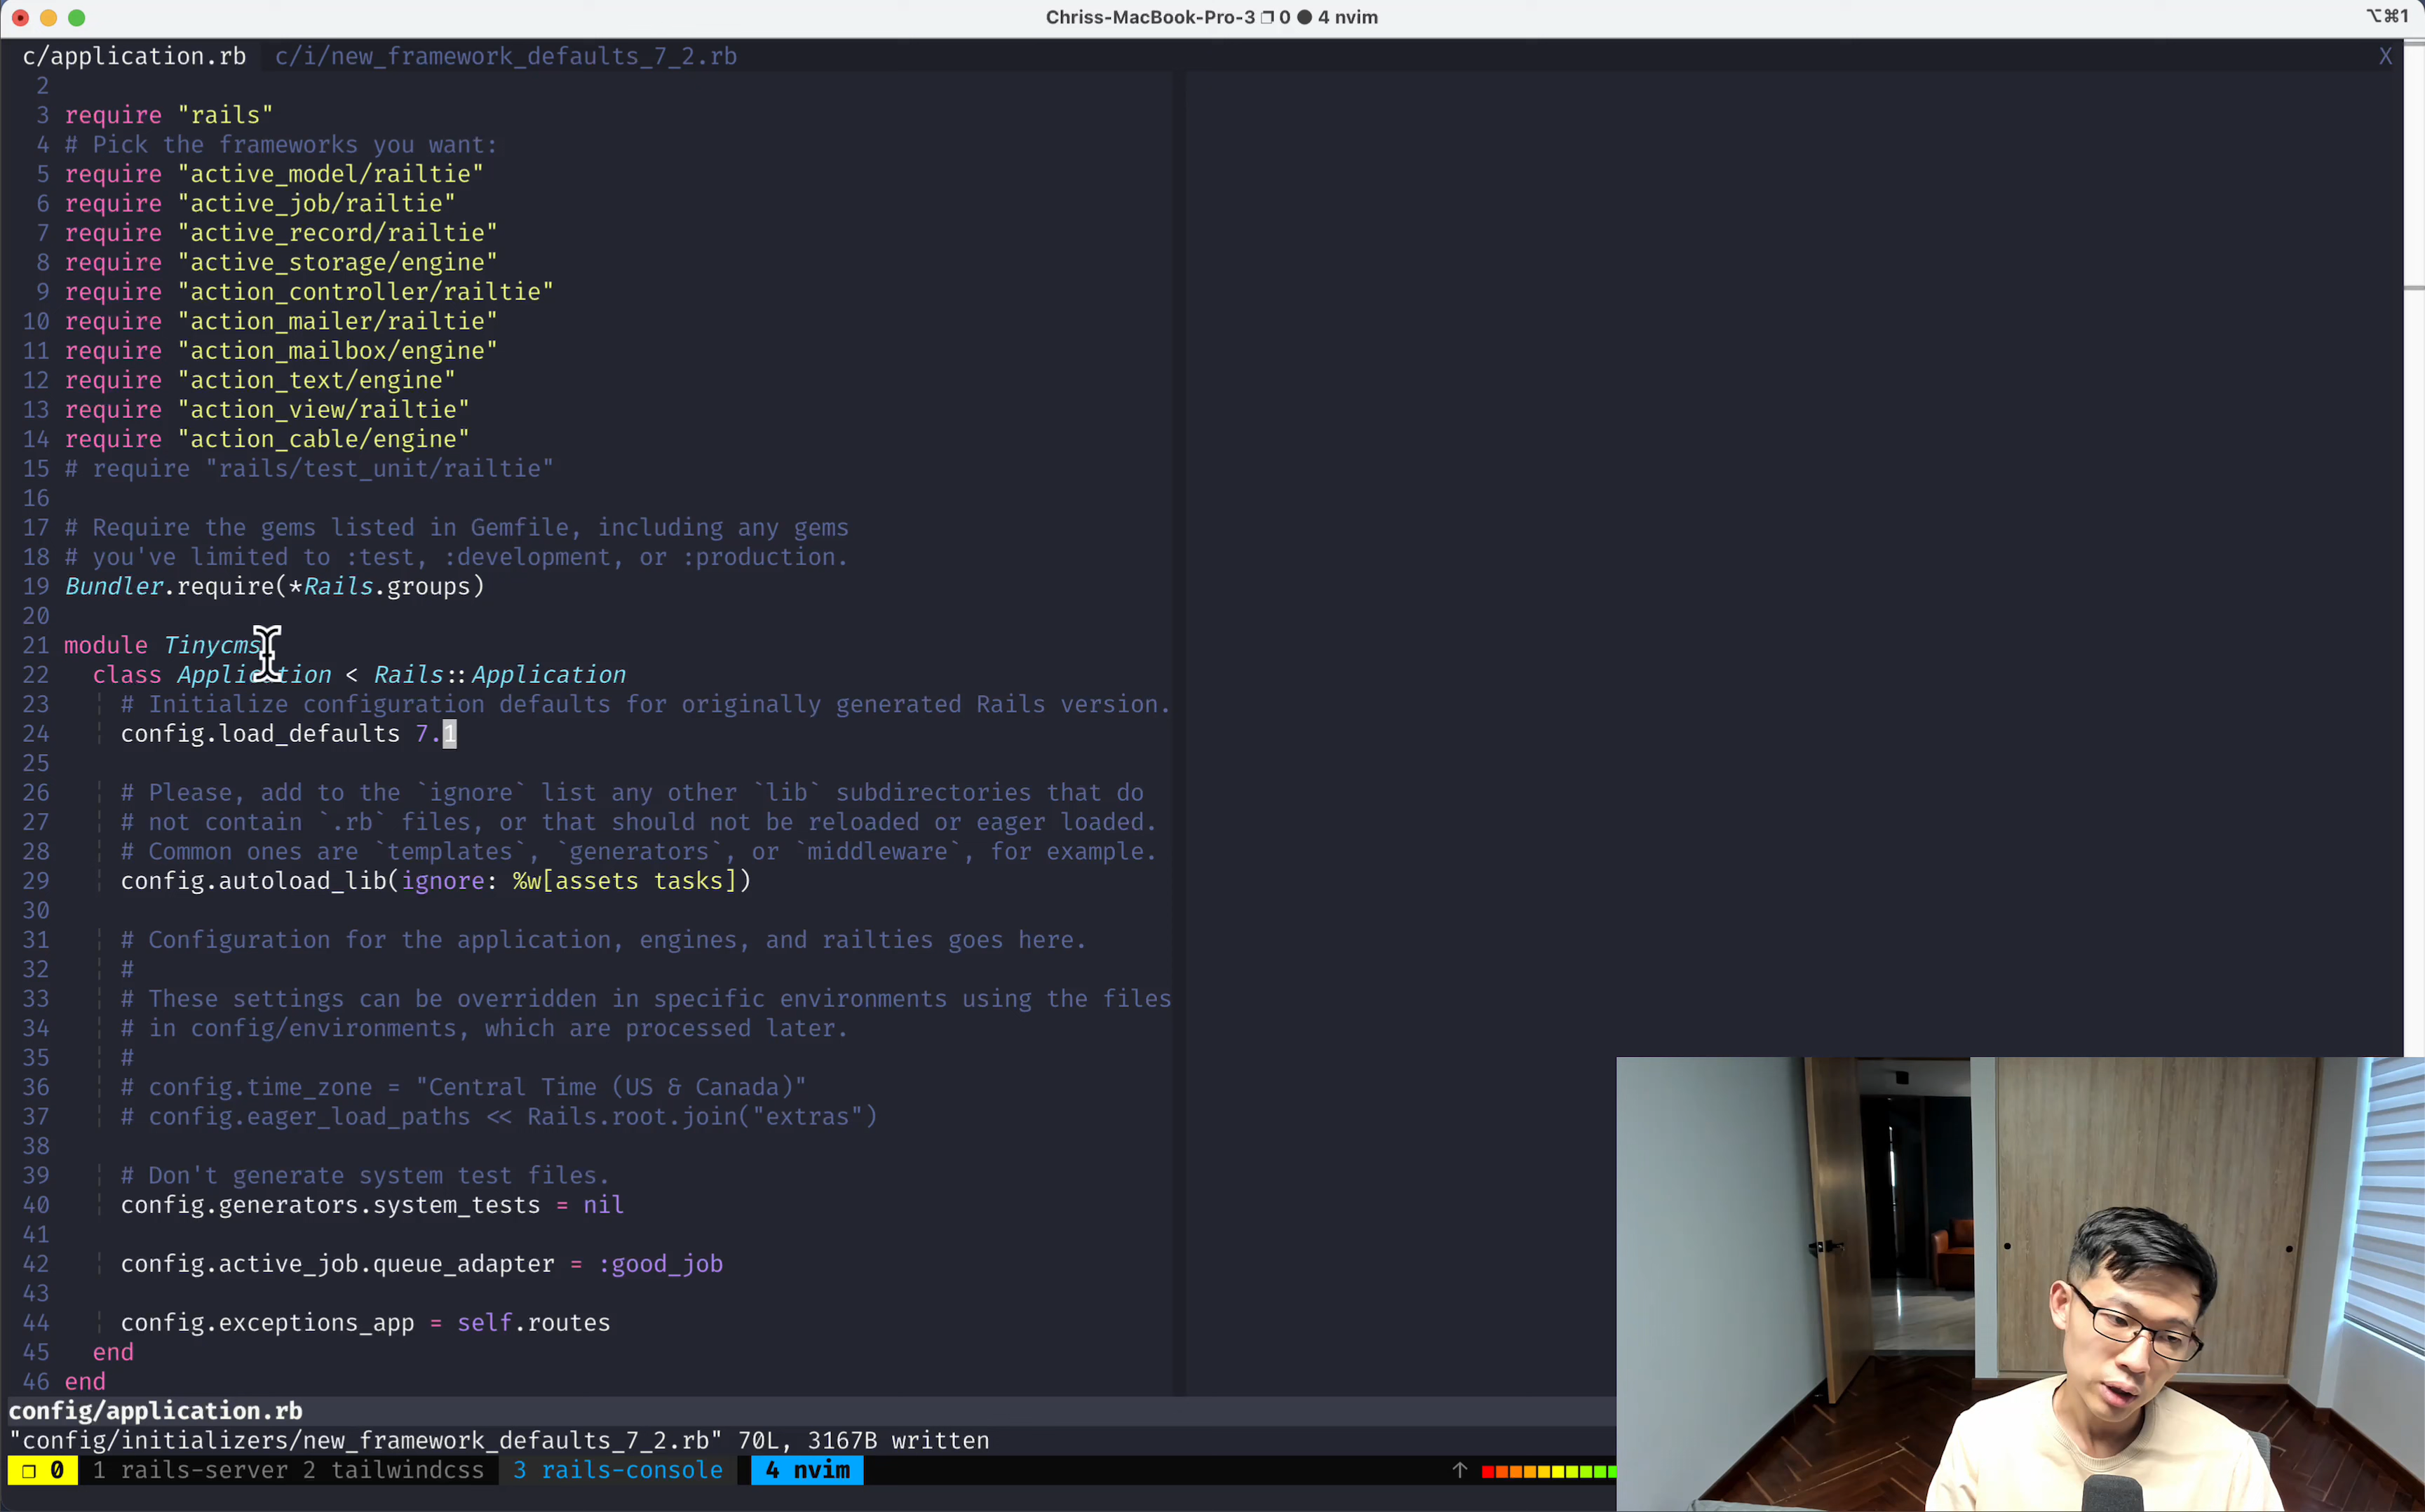 Chriss-MacBook-Pro-3 ❐ 0 ● 4 nvim
⌥⌘1
c/application.rb c/i/new_framework_defaults_7_2.rb X
2
3 require "rails"
4 # Pick the frameworks you want:
5 require "active_model/railtie"
6 require "active_job/railtie"
7 require "active_record/railtie"
8 require "active_storage/engine"
9 require "action_controller/railtie"
10 require "action_mailer/railtie"
11 require "action_mailbox/engine"
12 require "action_text/engine"
13 require "action_view/railtie"
14 require "action_cable/engine"
15 # require "rails/test_unit/railtie"
16
17 # Require the gems listed in Gemfile, including any gems
18 # you've limited to :test, :development, or :production.
19 Bundler.require(*Rails.groups)
20
21 module Tinycms
22 class Application < Rails::Application
23 # Initialize configuration defaults for originally generated Rails version.
24 config.load_defaults 7.1
25
26 # Please, add to the `ignore` list any other `lib` subdirectories that do
27 # not contain `.rb` files, or that should not be reloaded or eager loaded.
28 # Common ones are `templates`, `generators`, or `middleware`, for example.
29 config.autoload_lib(ignore: %w[assets tasks])
30
31 # Configuration for the application, engines, and railties goes here.
32 #
33 # These settings can be overridden in specific environments using the files
34 # in config/environments, which are processed later.
35 #
36 # config.time_zone = "Central Time (US & Canada)"
37 # config.eager_load_paths << Rails.root.join("extras")
38
39 # Don't generate system test files.
40 config.generators.system_tests = nil
41
42 config.active_job.queue_adapter = :good_job
43
44 config.exceptions_app = self.routes
45 end
46 end
config/application.rb
"config/initializers/new_framework_defaults_7_2.rb" 70L, 3167B written
❐ 0 1 rails-server 2 tailwindcss 3 rails-console 4 nvim ↑